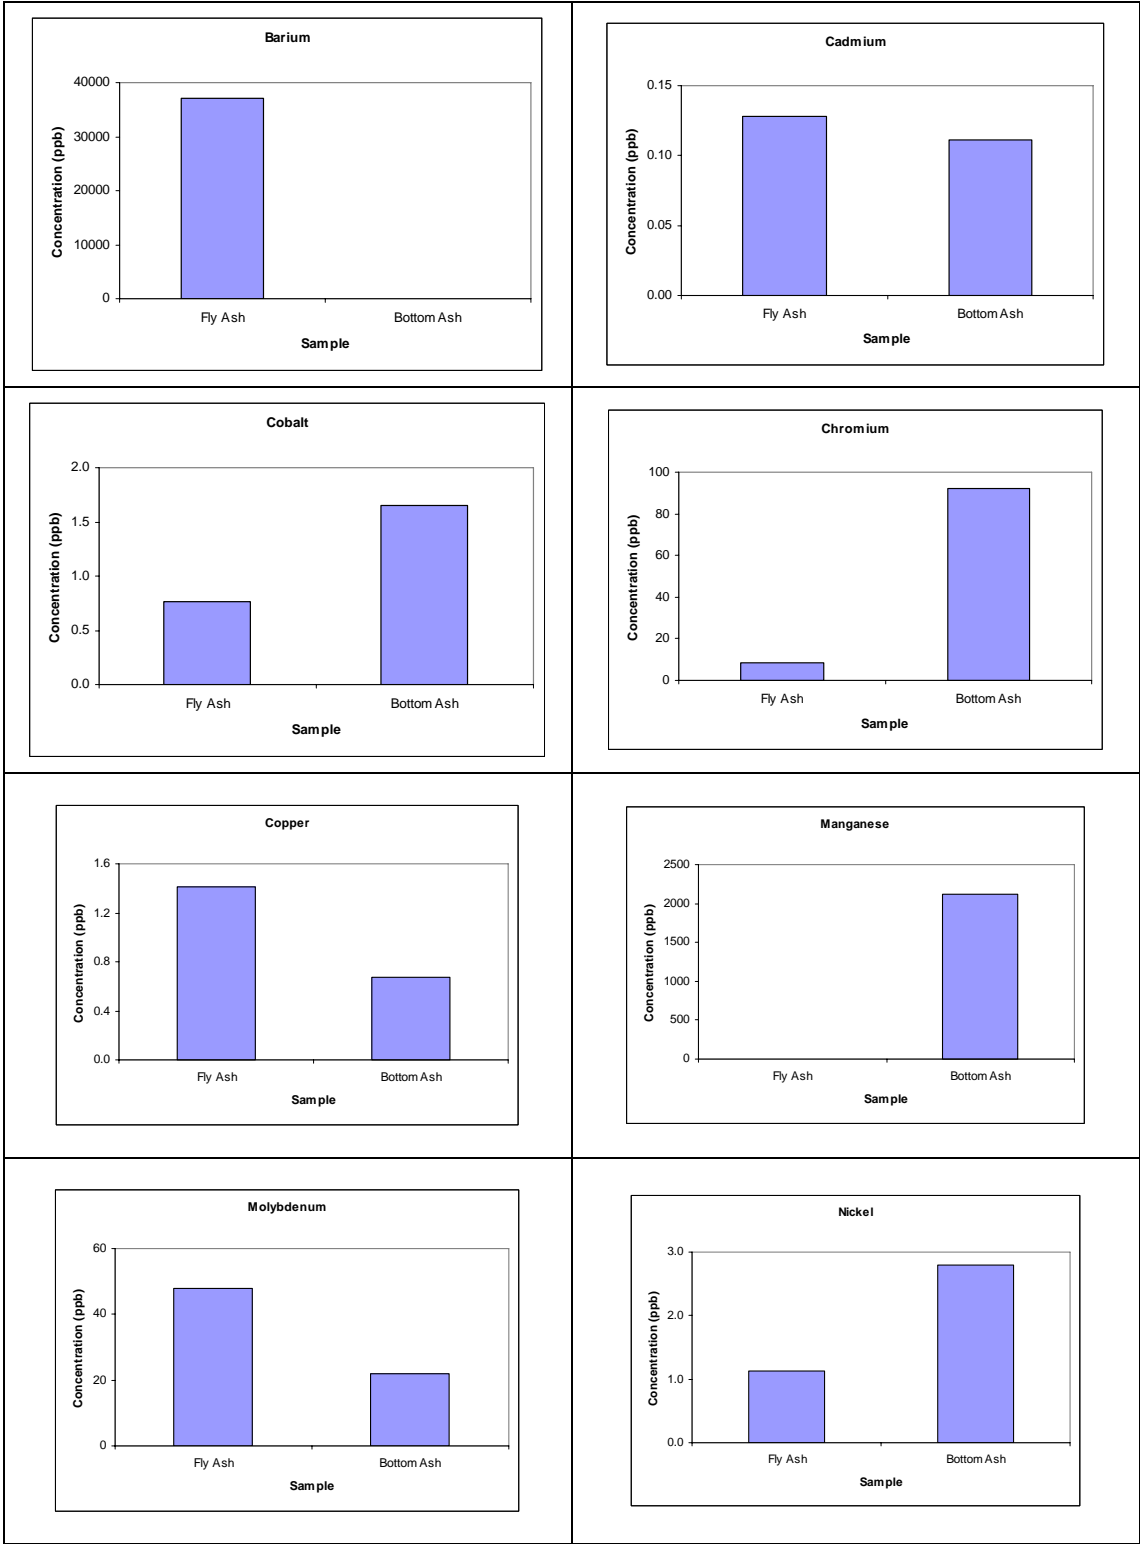 Barium
40000
30000
20000
10000
0
Concentration (ppb)
Fly Ash Bottom Ash
Sample
Cadmium
0.15
0.10
0.05
0.00
Concentration (ppb)
Fly Ash Bottom Ash
Sample
Cobalt
2.0
1.5
1.0
0.5
0.0
Concentration (ppb)
Fly Ash Bottom Ash
Sample
Chromium
100
80
60
40
20
0
Concentration (ppb)
Fly Ash Bottom Ash
Sample
Copper
1.6
1.2
0.8
0.4
0.0
Concentration (ppb)
Fly Ash Bottom Ash
Sample
Manganese
2500
2000
1500
1000
500
0
Concentration (ppb)
Fly Ash Bottom Ash
Sample
Molybdenum
60
40
20
0
Concentration (ppb)
Fly Ash Bottom Ash
Sample
Nickel
3.0
2.0
1.0
0.0
Concentration (ppb)
Fly Ash Bottom Ash
Sample